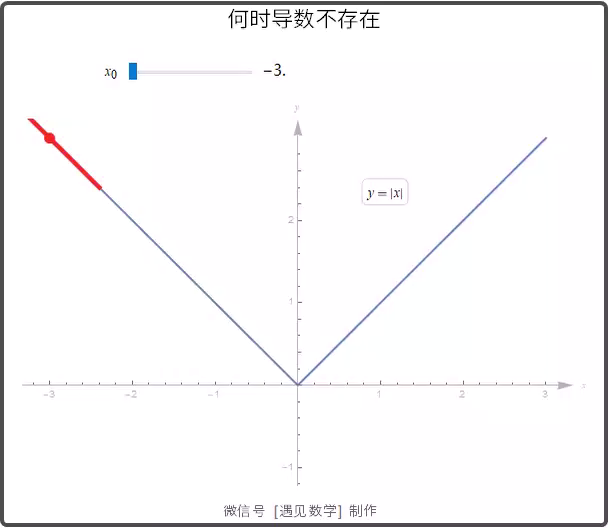 何时导数不存在
x₀ −3.
y
y = |x|
2
1
−3 −2 −1 1 2 3 x
−1
微信号 [遇见数学] 制作